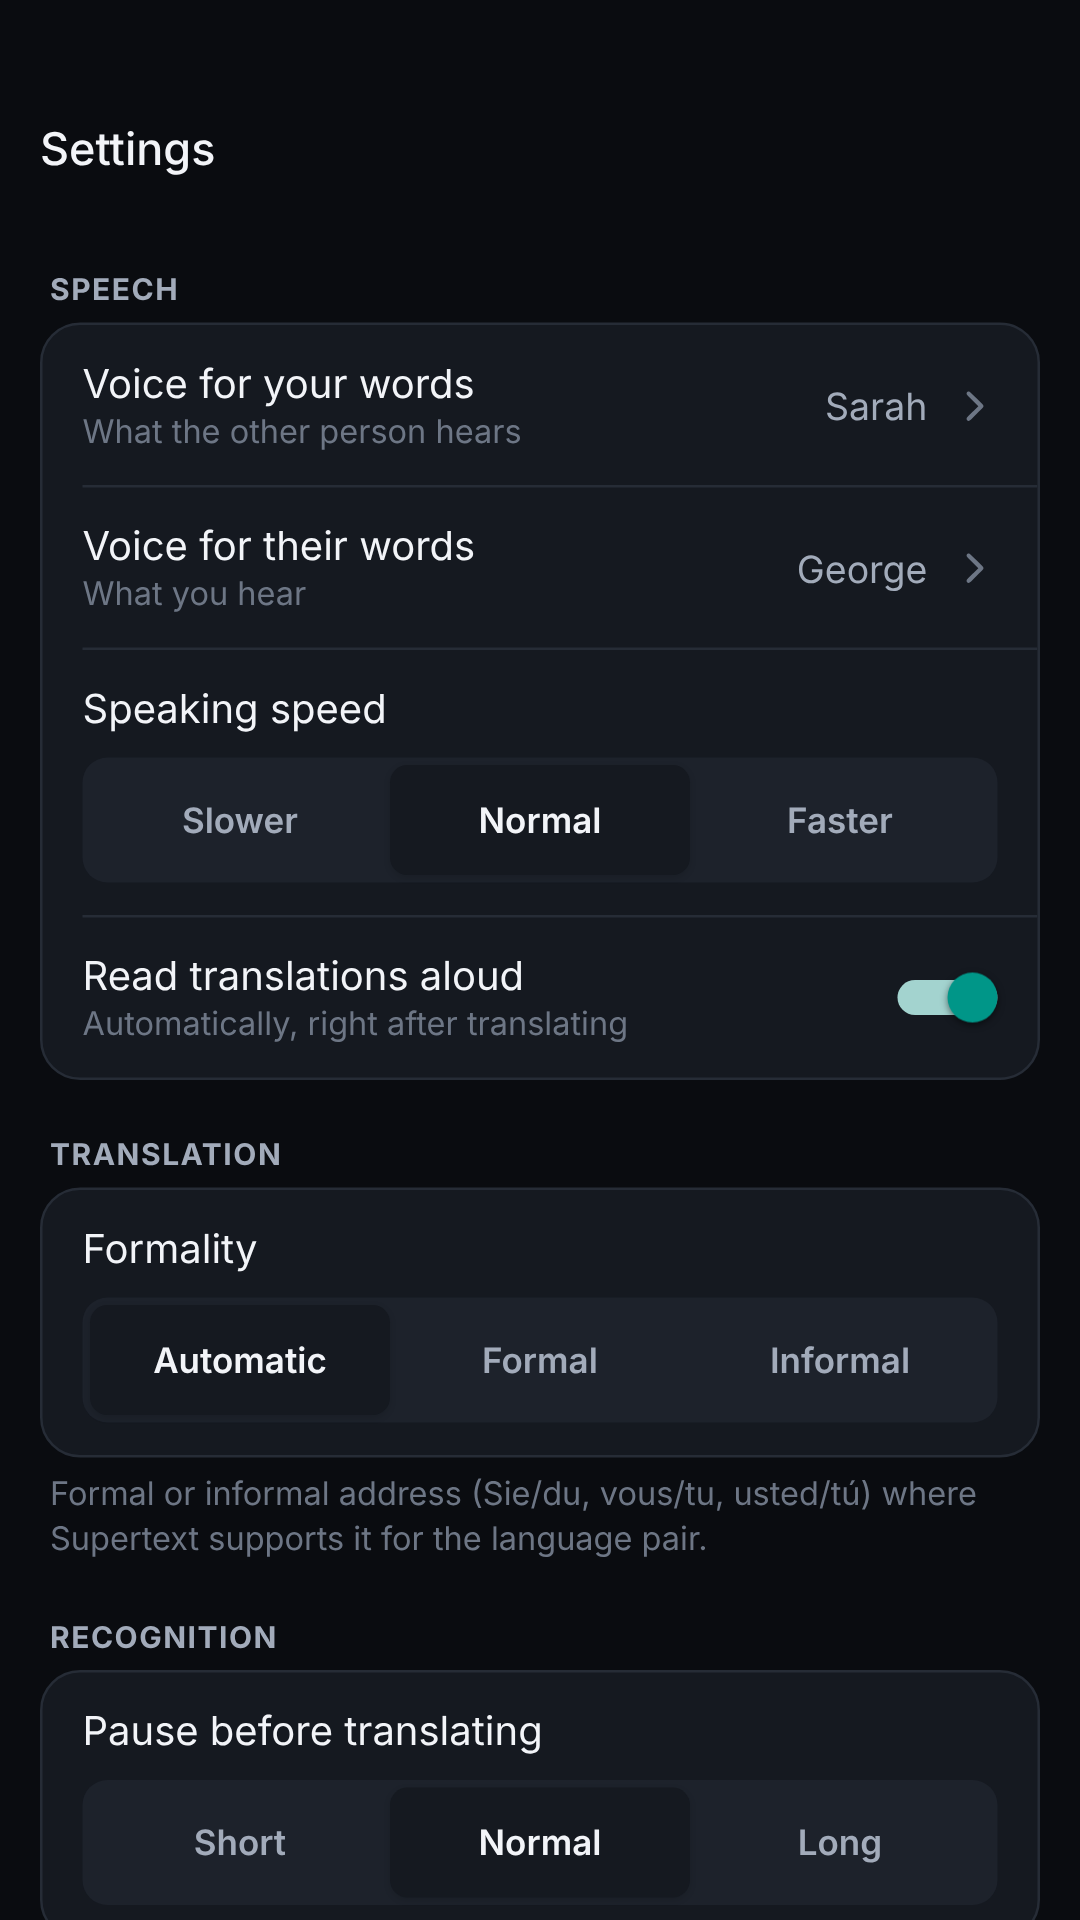 Settings
SPEECH
Voice for your words
What the other person hears
Sarah
Voice for their words
What you hear
George
Speaking speed
Slower
Normal
Faster
Read translations aloud
Automatically, right after translating
TRANSLATION
Formality
Automatic
Formal
Informal
Formal or informal address (Sie/du, vous/tu, usted/tú) where
Supertext supports it for the language pair.
RECOGNITION
Pause before translating
Short
Normal
Long